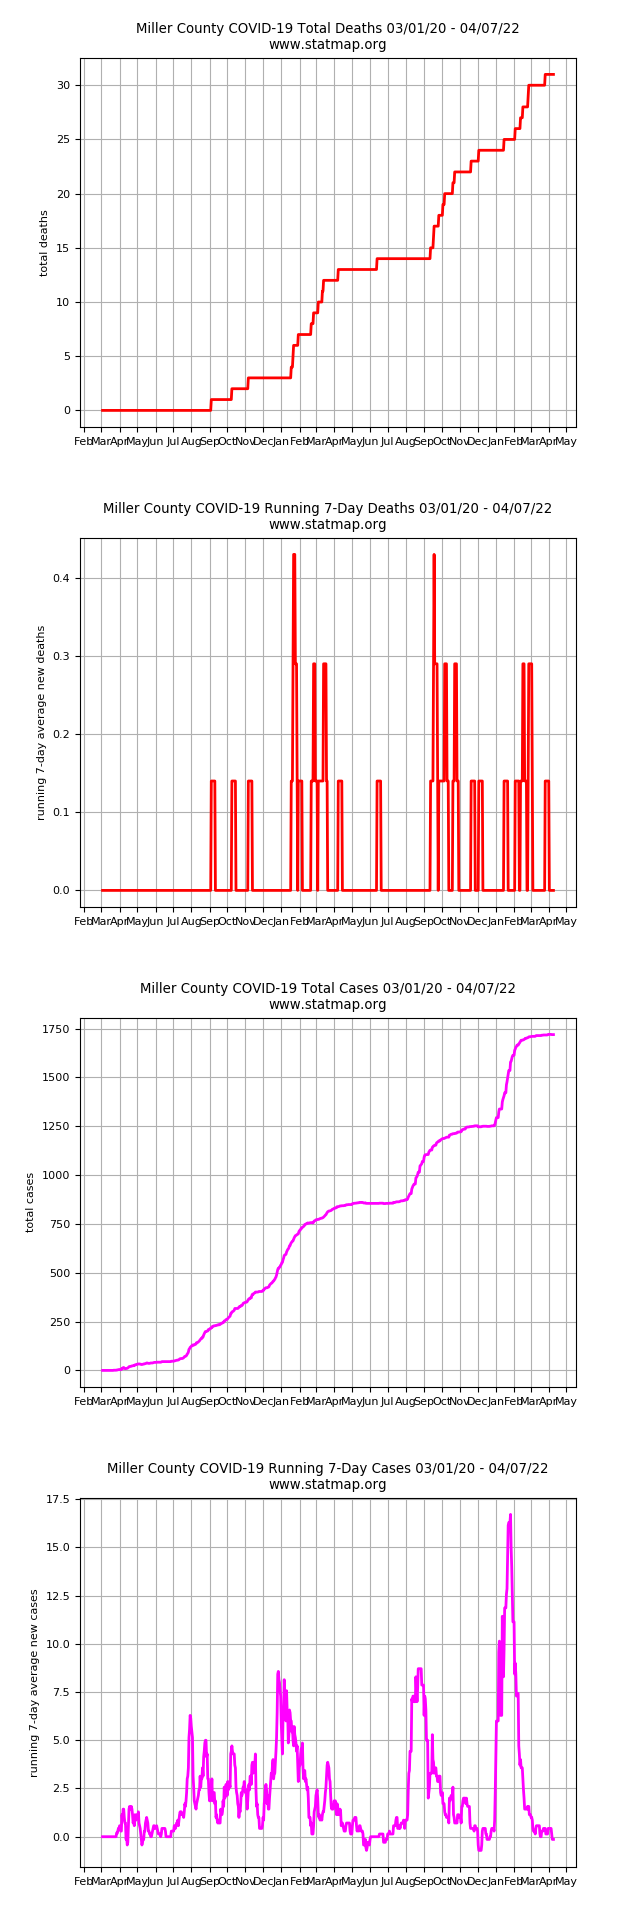 Miller County COVID-19 Total Deaths 03/01/20 - 04/07/22
www.statmap.org
30
25
20
15
10
5
0
total deaths
Feb Mar Apr May Jun Jul Aug Sep Oct Nov Dec Jan Feb Mar Apr May Jun Jul Aug Sep Oct Nov Dec Jan Feb Mar Apr May
Miller County COVID-19 Running 7-Day Deaths 03/01/20 - 04/07/22
www.statmap.org
0.4
0.3
0.2
0.1
0.0
running 7-day average new deaths
Feb Mar Apr May Jun Jul Aug Sep Oct Nov Dec Jan Feb Mar Apr May Jun Jul Aug Sep Oct Nov Dec Jan Feb Mar Apr May
Miller County COVID-19 Total Cases 03/01/20 - 04/07/22
www.statmap.org
1750
1500
1250
1000
750
500
250
0
total cases
Feb Mar Apr May Jun Jul Aug Sep Oct Nov Dec Jan Feb Mar Apr May Jun Jul Aug Sep Oct Nov Dec Jan Feb Mar Apr May
Miller County COVID-19 Running 7-Day Cases 03/01/20 - 04/07/22
www.statmap.org
17.5
15.0
12.5
10.0
7.5
5.0
2.5
0.0
running 7-day average new cases
Feb Mar Apr May Jun Jul Aug Sep Oct Nov Dec Jan Feb Mar Apr May Jun Jul Aug Sep Oct Nov Dec Jan Feb Mar Apr May